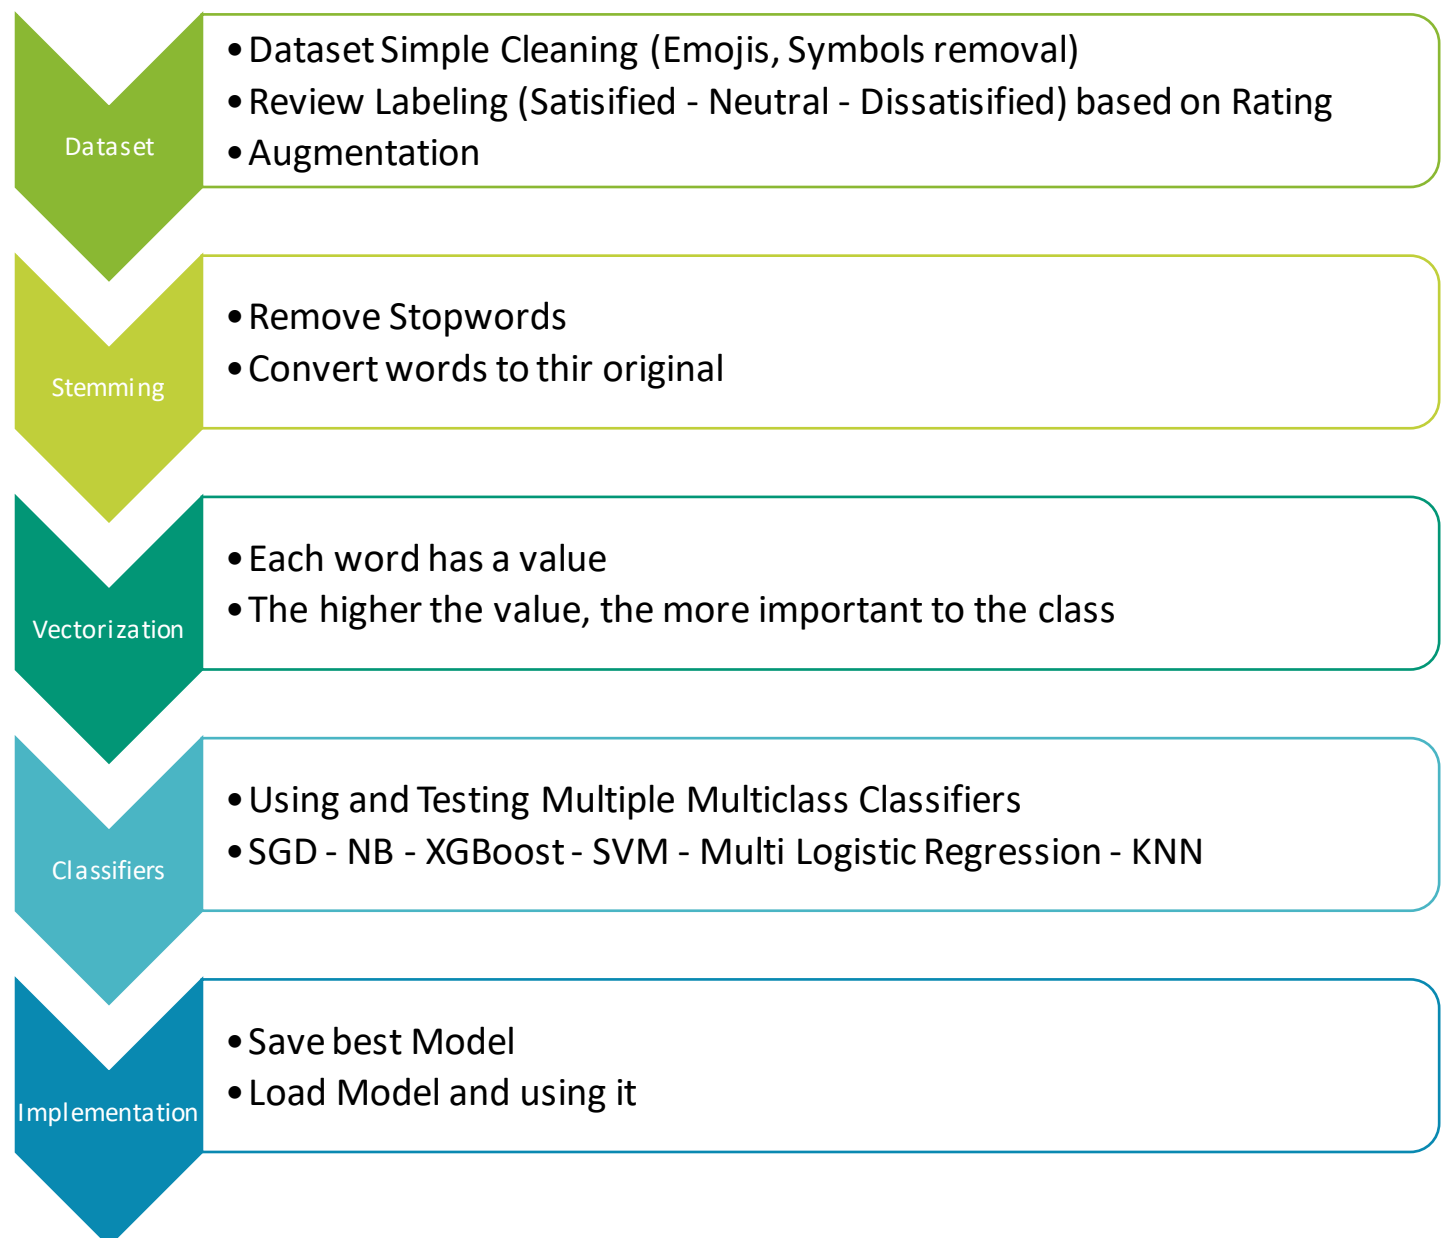 Dataset
•Dataset Simple Cleaning (Emojis, Symbols removal)
•Review Labeling (Satisified - Neutral - Dissatisified) based on Rating
•Augmentation
Stemming
•Remove Stopwords
•Convert words to thir original
Vectorization
•Each word has a value
•The higher the value, the more important to the class
Classifiers
•Using and Testing Multiple Multiclass Classifiers
•SGD - NB - XGBoost - SVM - Multi Logistic Regression - KNN
Implementation
•Save best Model
•Load Model and using it